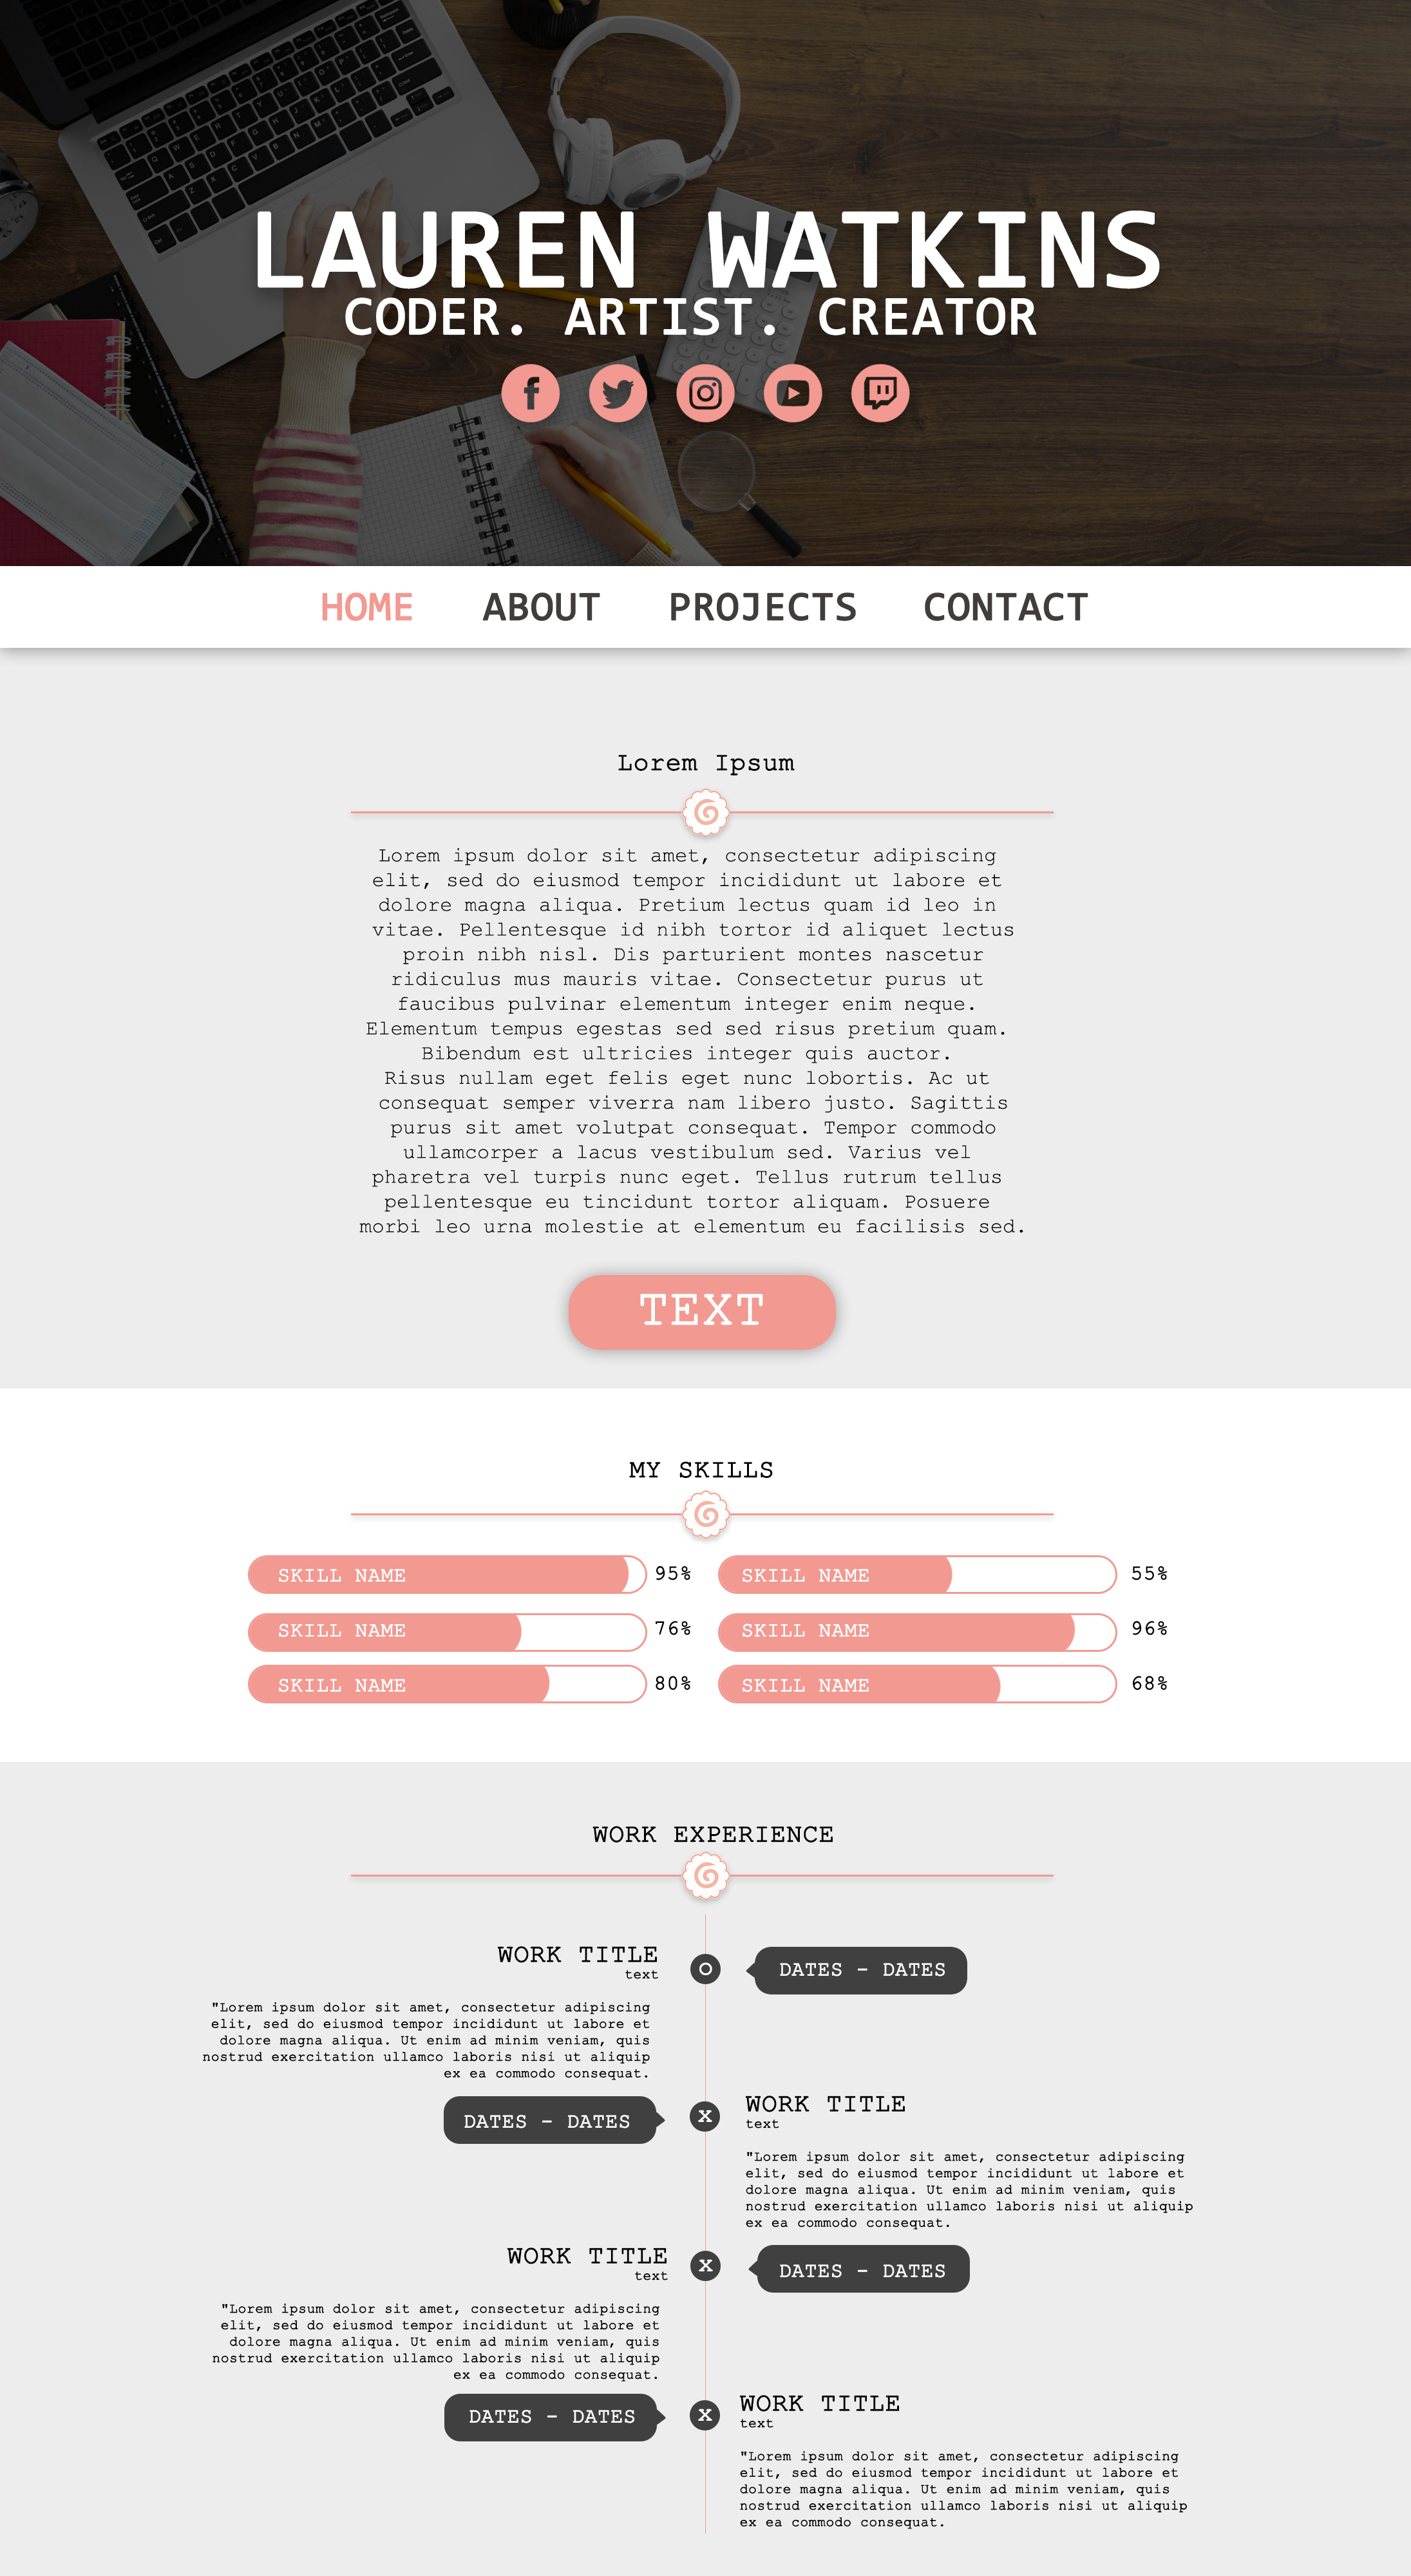 LAUREN WATKINS
CODER. ARTIST. CREATOR
HOME ABOUT PROJECTS CONTACT
Lorem Ipsum
Lorem ipsum dolor sit amet, consectetur adipiscing
elit, sed do eiusmod tempor incididunt ut labore et
dolore magna aliqua. Pretium lectus quam id leo in
vitae. Pellentesque id nibh tortor id aliquet lectus
proin nibh nisl. Dis parturient montes nascetur
ridiculus mus mauris vitae. Consectetur purus ut
faucibus pulvinar elementum integer enim neque.
Elementum tempus egestas sed sed risus pretium quam.
Bibendum est ultricies integer quis auctor.
Risus nullam eget felis eget nunc lobortis. Ac ut
consequat semper viverra nam libero justo. Sagittis
purus sit amet volutpat consequat. Tempor commodo
ullamcorper a lacus vestibulum sed. Varius vel
pharetra vel turpis nunc eget. Tellus rutrum tellus
pellentesque eu tincidunt tortor aliquam. Posuere
morbi leo urna molestie at elementum eu facilisis sed.
TEXT
MY SKILLS
SKILL NAME 95% SKILL NAME 55%
SKILL NAME 76% SKILL NAME 96%
SKILL NAME 80% SKILL NAME 68%
WORK EXPERIENCE
WORK TITLE
text
DATES - DATES
"Lorem ipsum dolor sit amet, consectetur adipiscing
elit, sed do eiusmod tempor incididunt ut labore et
dolore magna aliqua. Ut enim ad minim veniam, quis
nostrud exercitation ullamco laboris nisi ut aliquip
ex ea commodo consequat.
DATES - DATES
X
WORK TITLE
text
"Lorem ipsum dolor sit amet, consectetur adipiscing
elit, sed do eiusmod tempor incididunt ut labore et
dolore magna aliqua. Ut enim ad minim veniam, quis
nostrud exercitation ullamco laboris nisi ut aliquip
ex ea commodo consequat.
WORK TITLE
text
X
DATES - DATES
"Lorem ipsum dolor sit amet, consectetur adipiscing
elit, sed do eiusmod tempor incididunt ut labore et
dolore magna aliqua. Ut enim ad minim veniam, quis
nostrud exercitation ullamco laboris nisi ut aliquip
ex ea commodo consequat.
DATES - DATES
X
WORK TITLE
text
"Lorem ipsum dolor sit amet, consectetur adipiscing
elit, sed do eiusmod tempor incididunt ut labore et
dolore magna aliqua. Ut enim ad minim veniam, quis
nostrud exercitation ullamco laboris nisi ut aliquip
ex ea commodo consequat.